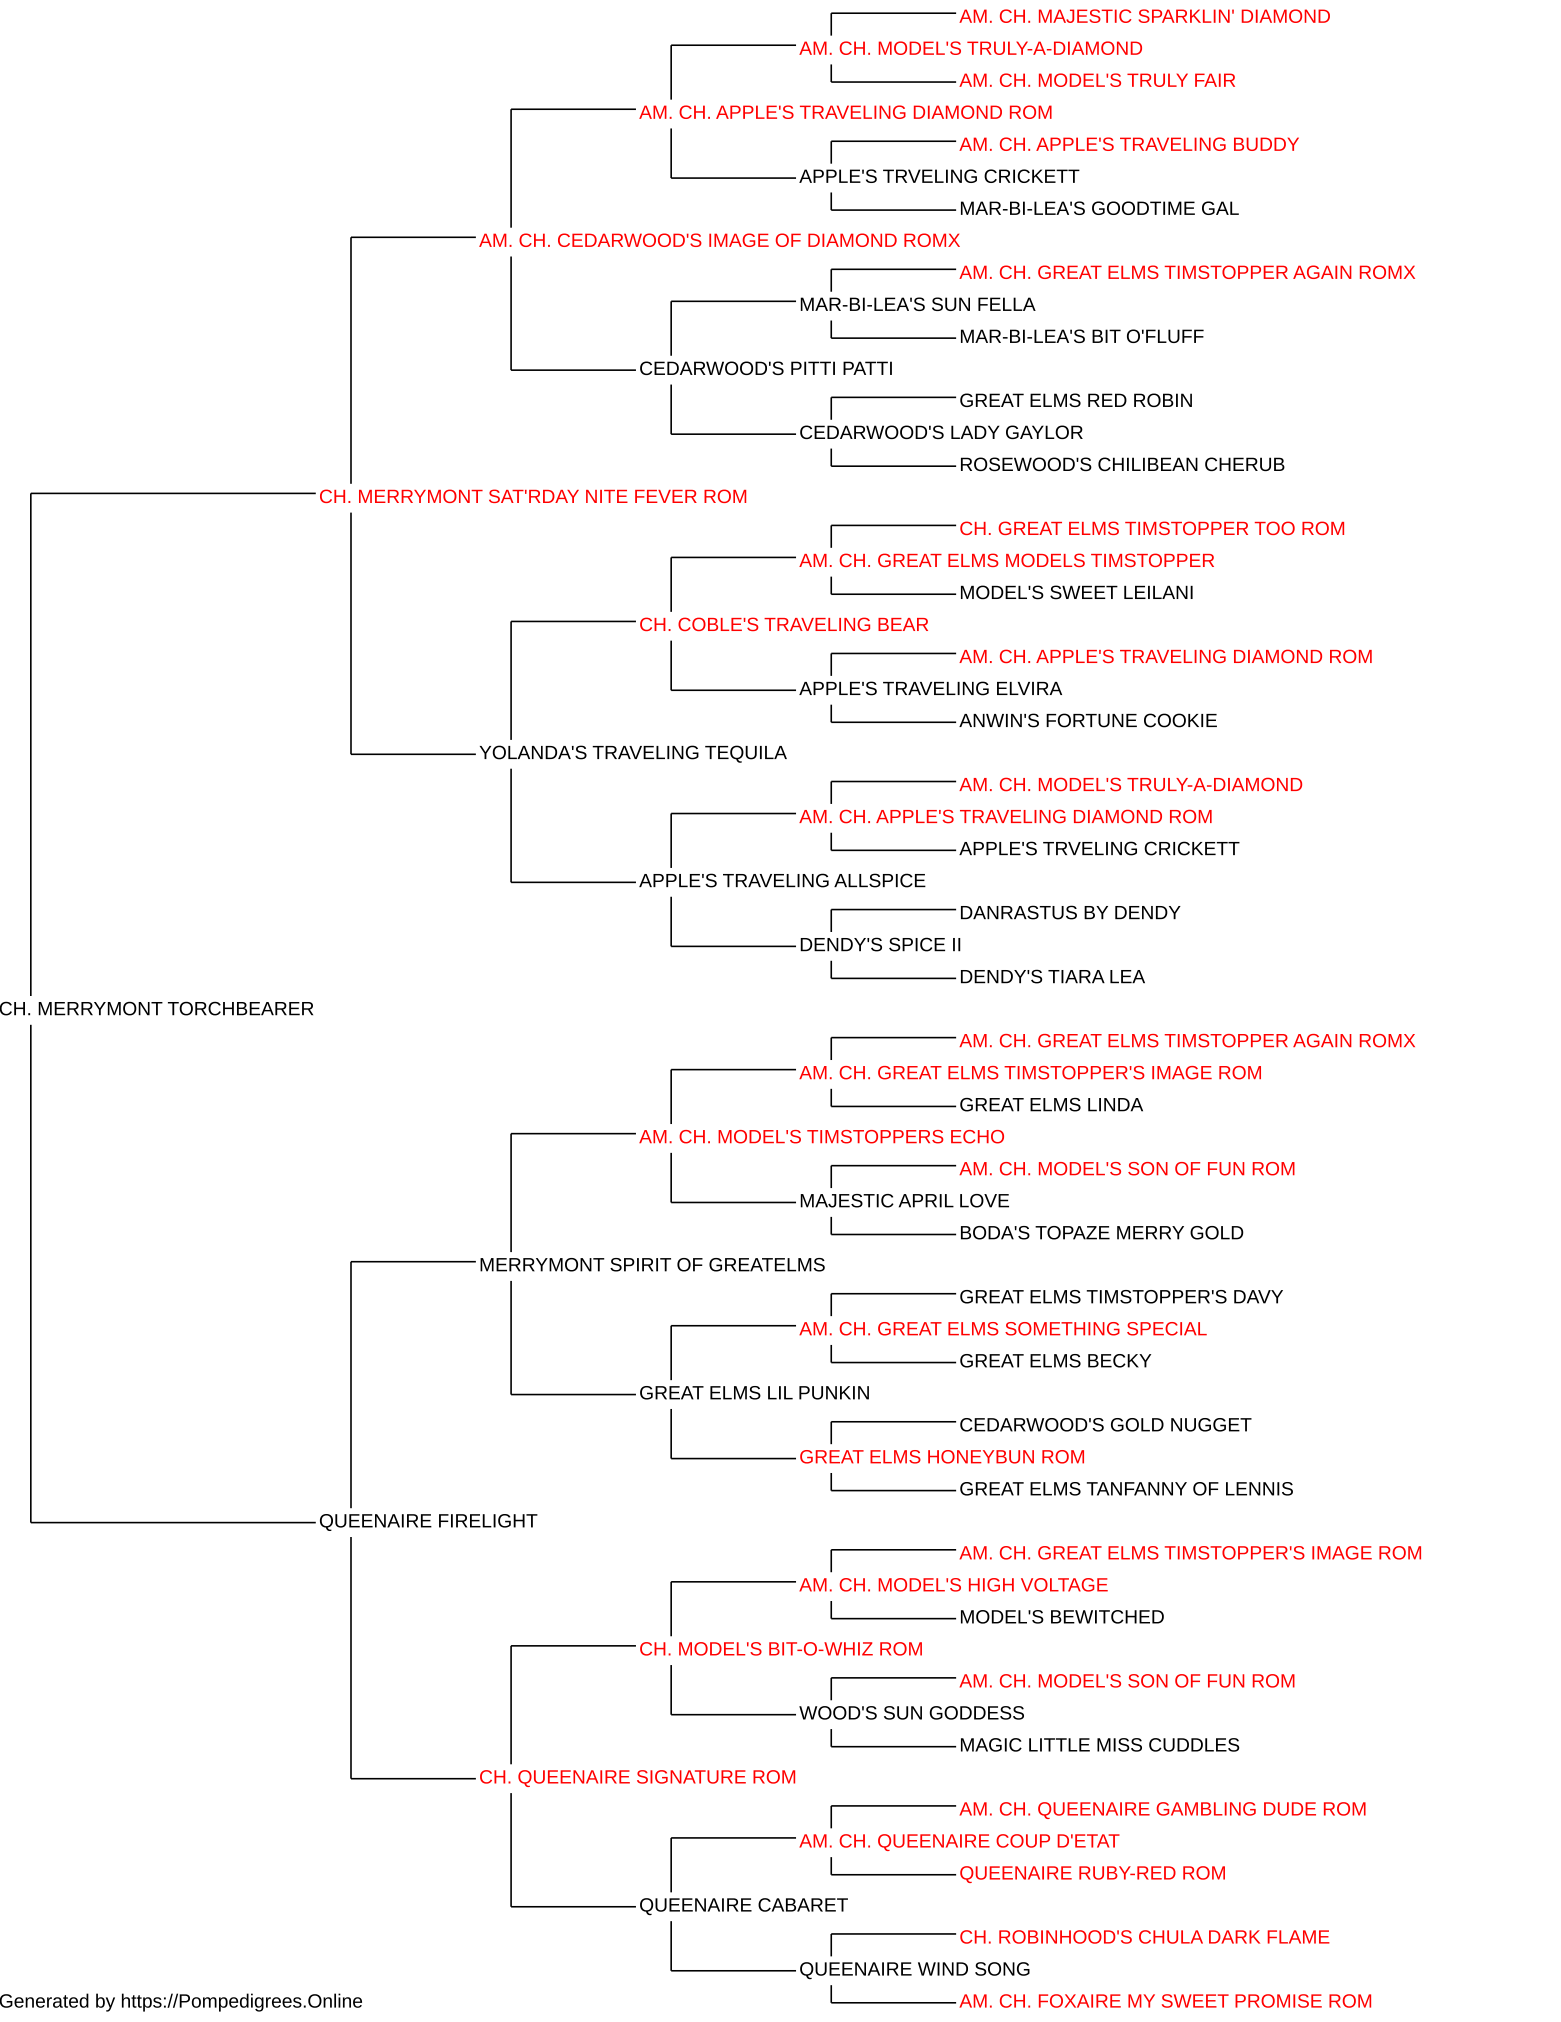 AM. CH. MAJESTIC SPARKLIN' DIAMOND
AM. CH. MODEL'S TRULY-A-DIAMOND
AM. CH. MODEL'S TRULY FAIR
AM. CH. APPLE'S TRAVELING DIAMOND ROM
AM. CH. APPLE'S TRAVELING BUDDY
APPLE'S TRVELING CRICKETT
MAR-BI-LEA'S GOODTIME GAL
AM. CH. CEDARWOOD'S IMAGE OF DIAMOND ROMX
AM. CH. GREAT ELMS TIMSTOPPER AGAIN ROMX
MAR-BI-LEA'S SUN FELLA
MAR-BI-LEA'S BIT O'FLUFF
CEDARWOOD'S PITTI PATTI
GREAT ELMS RED ROBIN
CEDARWOOD'S LADY GAYLOR
ROSEWOOD'S CHILIBEAN CHERUB
CH. MERRYMONT SAT'RDAY NITE FEVER ROM
CH. GREAT ELMS TIMSTOPPER TOO ROM
AM. CH. GREAT ELMS MODELS TIMSTOPPER
MODEL'S SWEET LEILANI
CH. COBLE'S TRAVELING BEAR
AM. CH. APPLE'S TRAVELING DIAMOND ROM
APPLE'S TRAVELING ELVIRA
ANWIN'S FORTUNE COOKIE
YOLANDA'S TRAVELING TEQUILA
AM. CH. MODEL'S TRULY-A-DIAMOND
AM. CH. APPLE'S TRAVELING DIAMOND ROM
APPLE'S TRVELING CRICKETT
APPLE'S TRAVELING ALLSPICE
DANRASTUS BY DENDY
DENDY'S SPICE II
DENDY'S TIARA LEA
CH. MERRYMONT TORCHBEARER
AM. CH. GREAT ELMS TIMSTOPPER AGAIN ROMX
AM. CH. GREAT ELMS TIMSTOPPER'S IMAGE ROM
GREAT ELMS LINDA
AM. CH. MODEL'S TIMSTOPPERS ECHO
AM. CH. MODEL'S SON OF FUN ROM
MAJESTIC APRIL LOVE
BODA'S TOPAZE MERRY GOLD
MERRYMONT SPIRIT OF GREATELMS
GREAT ELMS TIMSTOPPER'S DAVY
AM. CH. GREAT ELMS SOMETHING SPECIAL
GREAT ELMS BECKY
GREAT ELMS LIL PUNKIN
CEDARWOOD'S GOLD NUGGET
GREAT ELMS HONEYBUN ROM
GREAT ELMS TANFANNY OF LENNIS
QUEENAIRE FIRELIGHT
AM. CH. GREAT ELMS TIMSTOPPER'S IMAGE ROM
AM. CH. MODEL'S HIGH VOLTAGE
MODEL'S BEWITCHED
CH. MODEL'S BIT-O-WHIZ ROM
AM. CH. MODEL'S SON OF FUN ROM
WOOD'S SUN GODDESS
MAGIC LITTLE MISS CUDDLES
CH. QUEENAIRE SIGNATURE ROM
AM. CH. QUEENAIRE GAMBLING DUDE ROM
AM. CH. QUEENAIRE COUP D'ETAT
QUEENAIRE RUBY-RED ROM
QUEENAIRE CABARET
CH. ROBINHOOD'S CHULA DARK FLAME
QUEENAIRE WIND SONG
AM. CH. FOXAIRE MY SWEET PROMISE ROM
Generated by https://Pompedigrees.Online